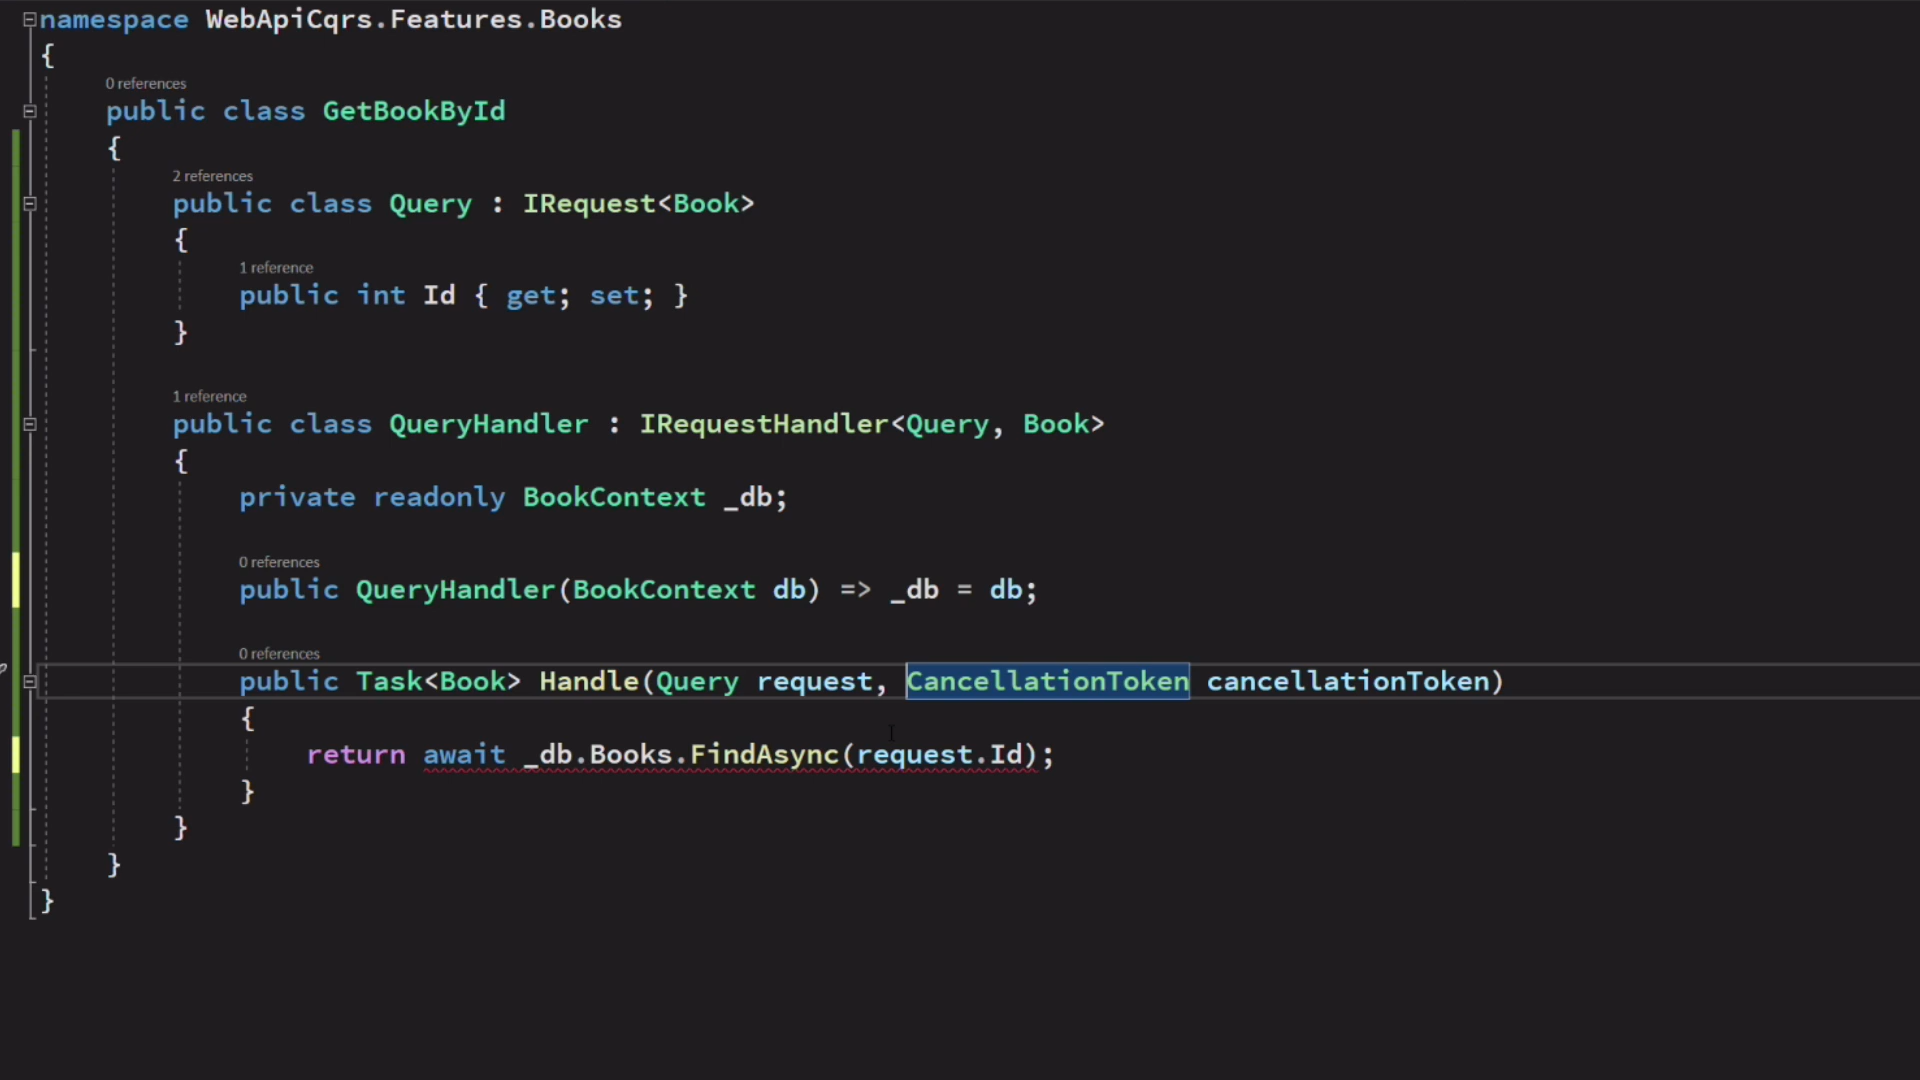 namespace WebApiCqrs.Features.Books
{
0 references
public class GetBookById
{
2 references
public class Query : IRequest<Book>
{
1 reference
public int Id { get; set; }
}
1 reference
public class QueryHandler : IRequestHandler<Query, Book>
{
private readonly BookContext _db;
0 references
public QueryHandler(BookContext db) => _db = db;
0 references
public Task<Book> Handle(Query request, CancellationToken cancellationToken)
{
return await _db.Books.FindAsync(request.Id);
}
}
}
}